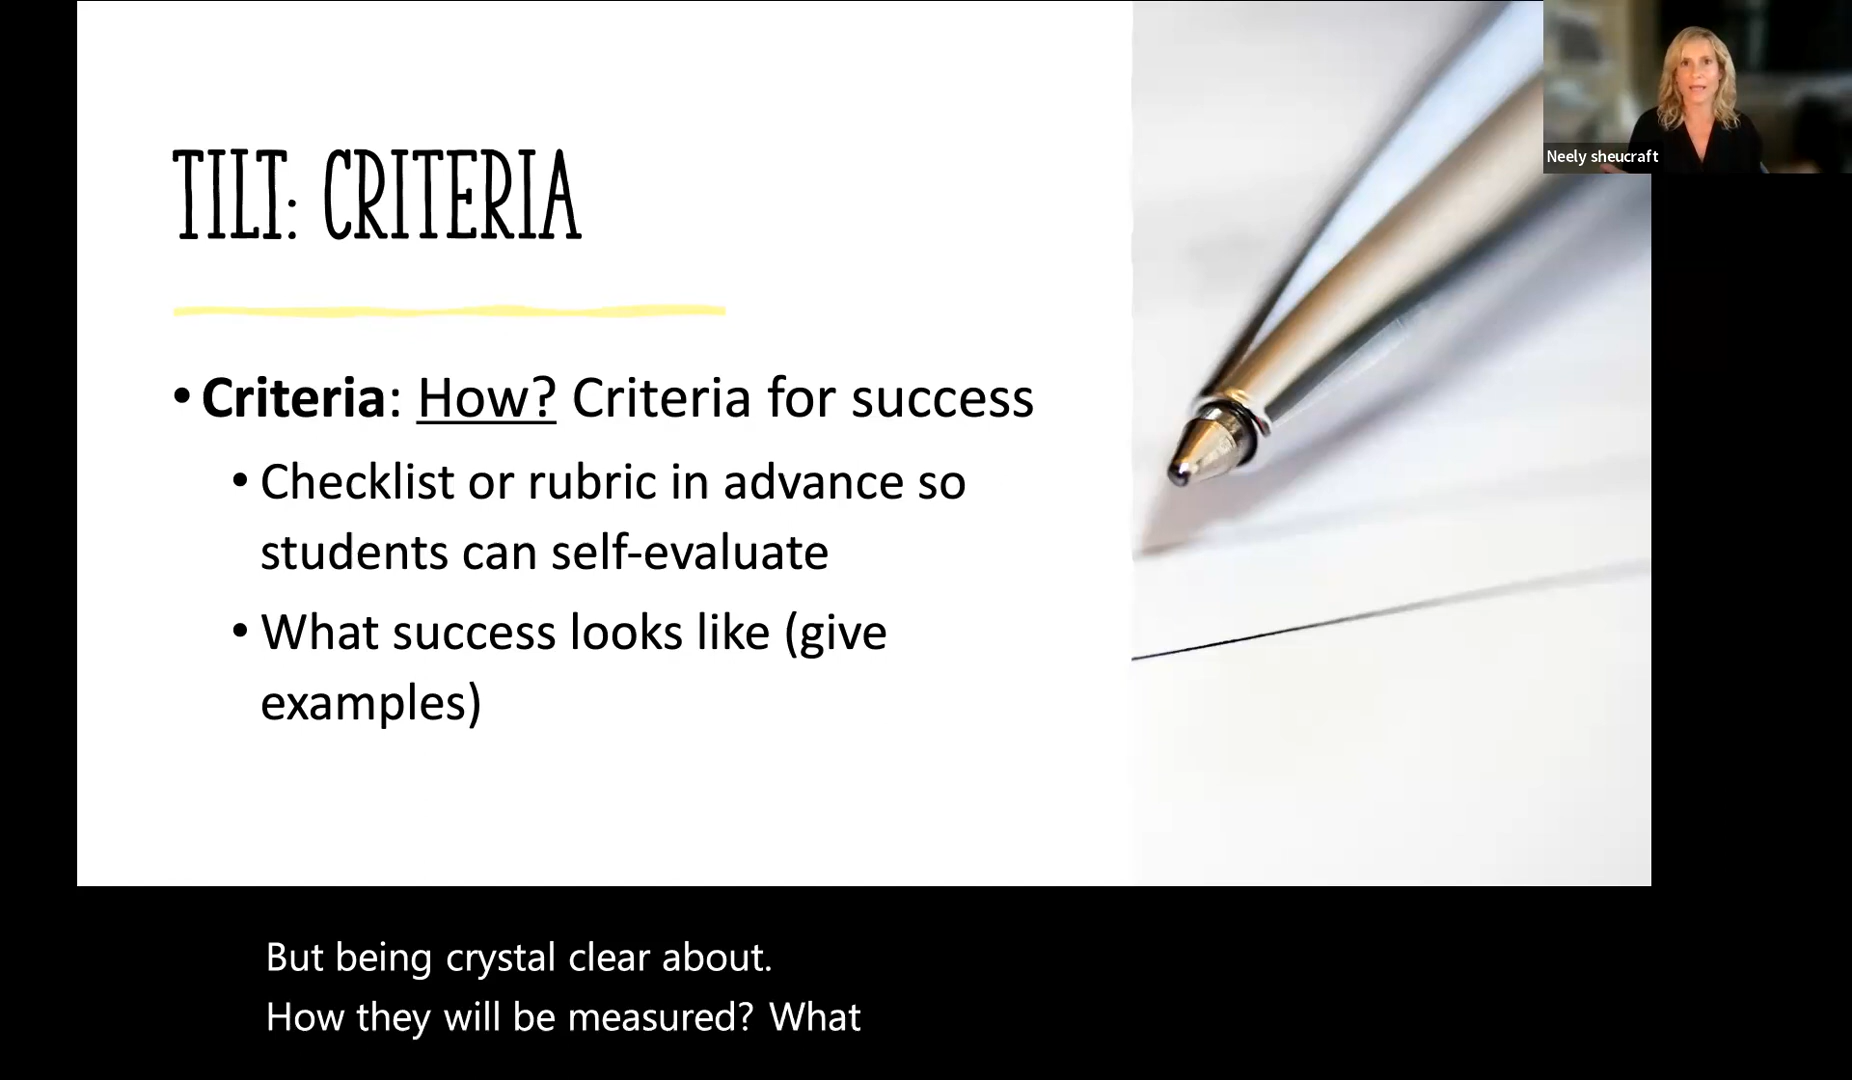 TILT: CRITERIA
• Criteria: How? Criteria for success
• Checklist or rubric in advance so
students can self-evaluate
• What success looks like (give
examples)
Neely sheucraft
But being crystal clear about.
How they will be measured? What